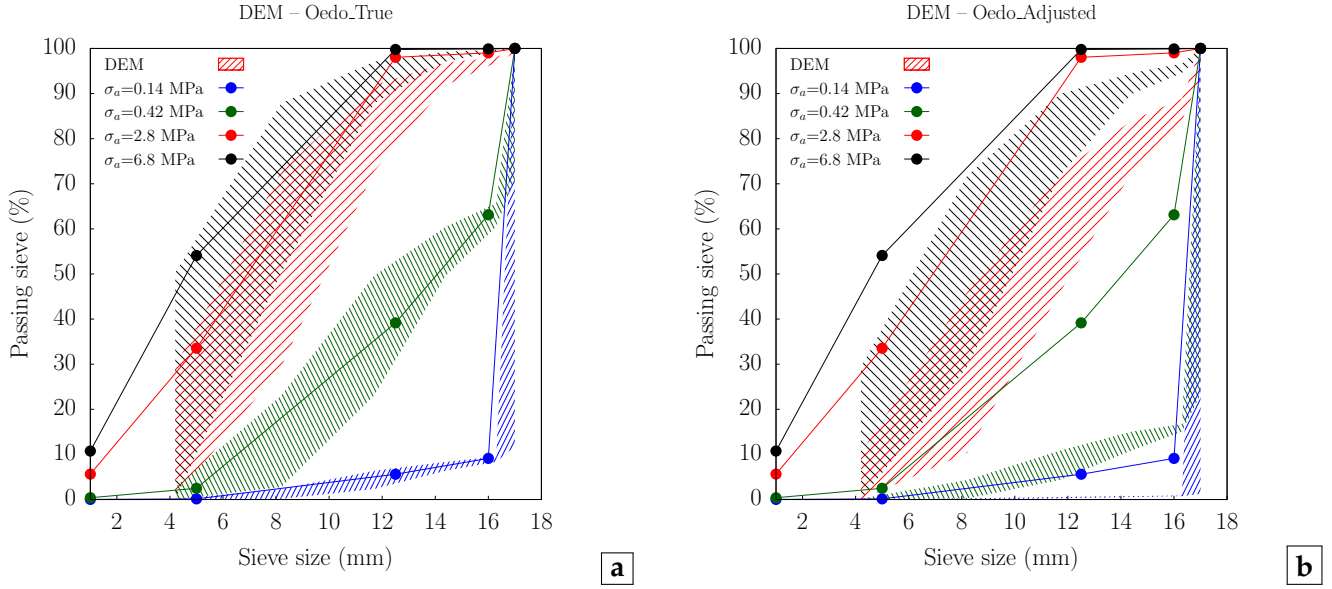 DEM – Oedo_True
Passing sieve (%)
100
90
80
70
60
50
40
30
20
10
0
DEM
σa=0.14 MPa
σa=0.42 MPa
σa=2.8 MPa
σa=6.8 MPa
2 4 6 8 10 12 14 16 18
Sieve size (mm)
a
DEM – Oedo_Adjusted
Passing sieve (%)
100
90
80
70
60
50
40
30
20
10
0
DEM
σa=0.14 MPa
σa=0.42 MPa
σa=2.8 MPa
σa=6.8 MPa
2 4 6 8 10 12 14 16 18
Sieve size (mm)
b